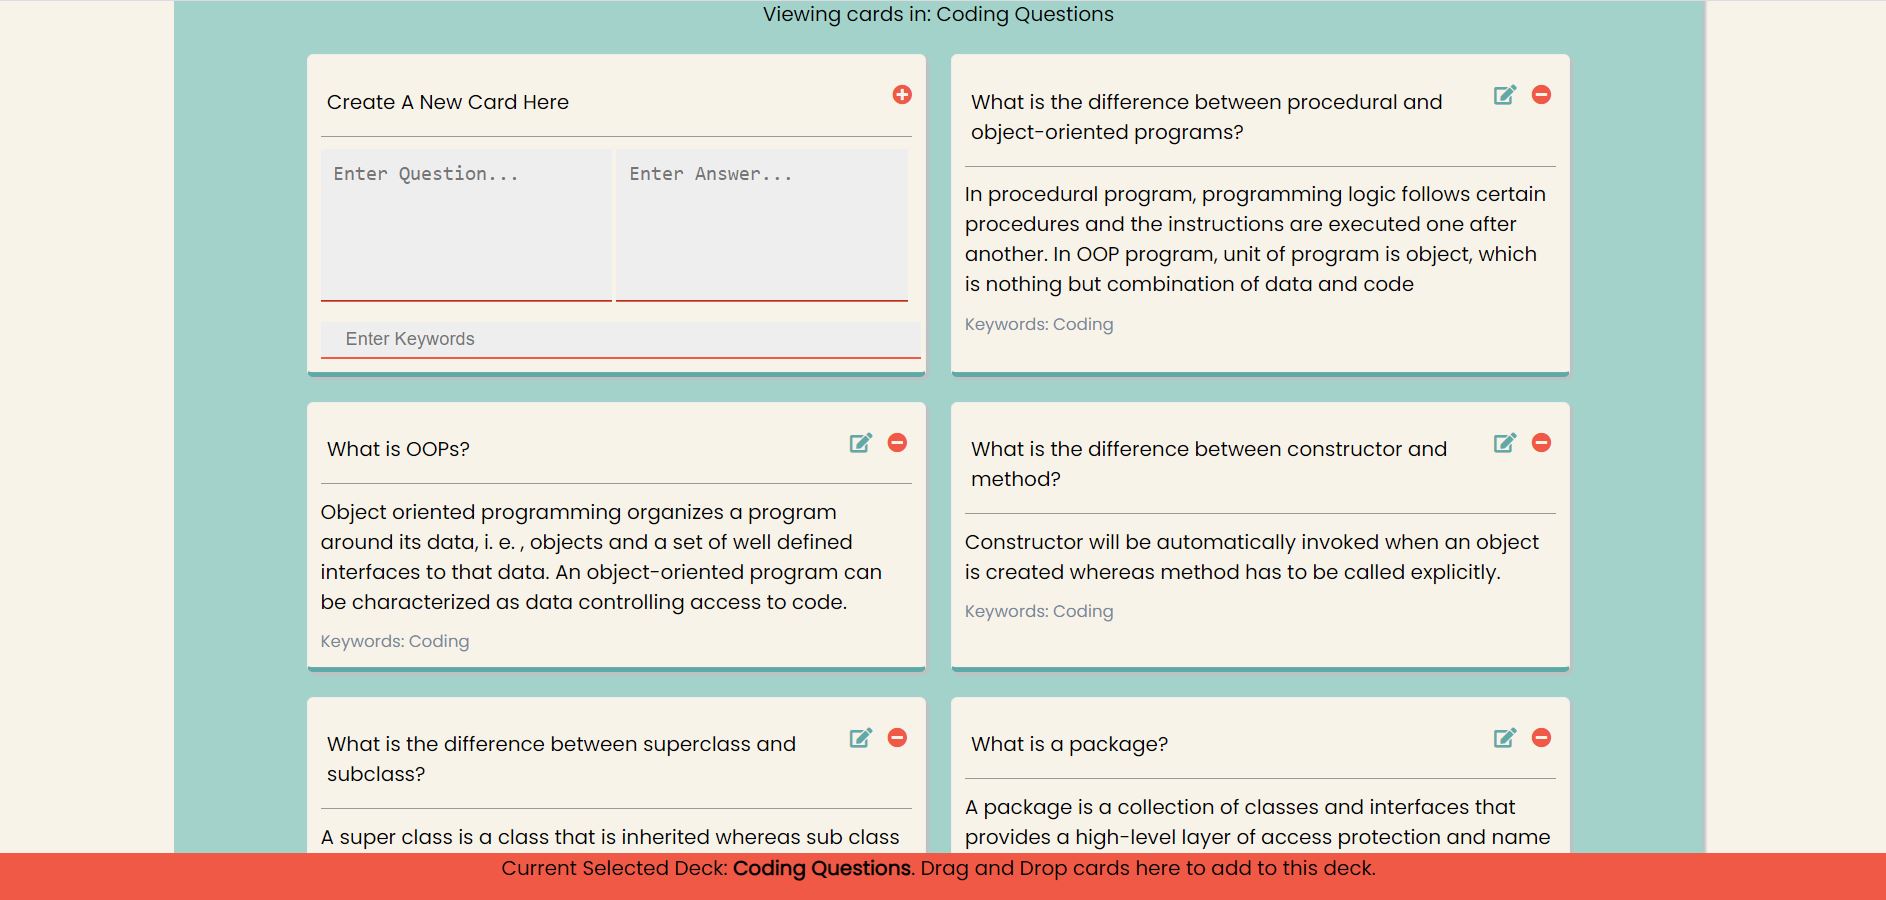 Viewing cards in: Coding Questions
Create A New Card Here
Enter Question...
Enter Answer...
Enter Keywords
What is the difference between procedural and
object-oriented programs?
In procedural program, programming logic follows certain
procedures and the instructions are executed one after
another. In OOP program, unit of program is object, which
is nothing but combination of data and code
Keywords: Coding
What is OOPs?
Object oriented programming organizes a program
around its data, i. e. , objects and a set of well defined
interfaces to that data. An object-oriented program can
be characterized as data controlling access to code.
Keywords: Coding
What is the difference between constructor and
method?
Constructor will be automatically invoked when an object
is created whereas method has to be called explicitly.
Keywords: Coding
What is the difference between superclass and
subclass?
A super class is a class that is inherited whereas sub class
What is a package?
A package is a collection of classes and interfaces that
provides a high-level layer of access protection and name
Current Selected Deck: Coding Questions. Drag and Drop cards here to add to this deck.